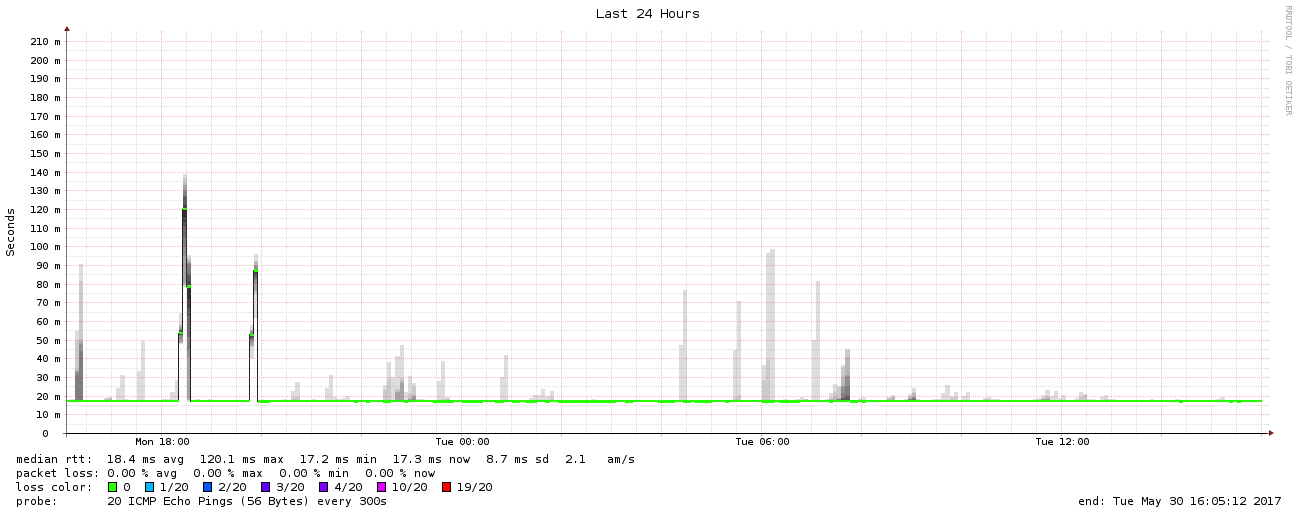 Last 24 Hours
RRDTOOL / TOBI OETIKER
Seconds
210 m
200 m
190 m
180 m
170 m
160 m
150 m
140 m
130 m
120 m
110 m
100 m
90 m
80 m
70 m
60 m
50 m
40 m
30 m
20 m
10 m
0
Mon 18:00 Tue 00:00 Tue 06:00 Tue 12:00
median rtt: 18.4 ms avg 120.1 ms max 17.2 ms min 17.3 ms now 8.7 ms sd 2.1 am/s
packet loss: 0.00 % avg 0.00 % max 0.00 % min 0.00 % now
loss color: 0 1/20 2/20 3/20 4/20 10/20 19/20
probe: 20 ICMP Echo Pings (56 Bytes) every 300s end: Tue May 30 16:05:12 2017